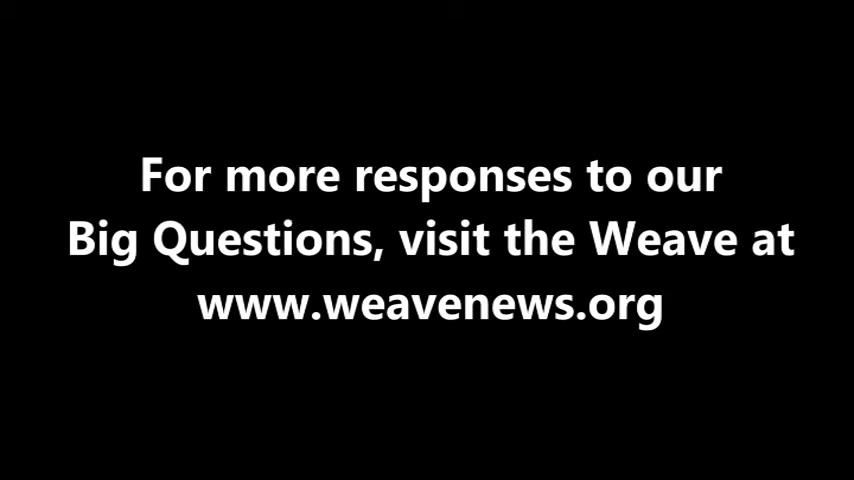 For more responses to our
Big Questions, visit the Weave at
www.weavenews.org